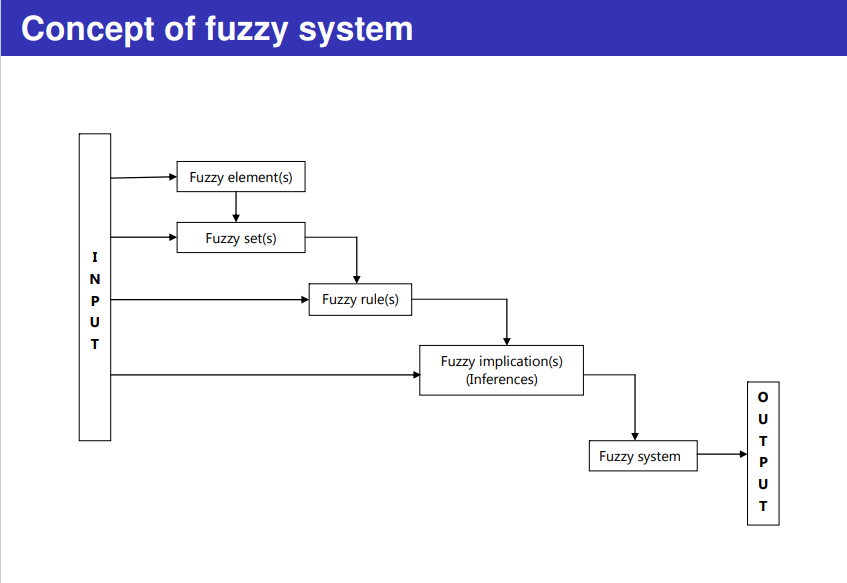 Concept of fuzzy system
Fuzzy element(s)
Fuzzy set(s)
I
N
P
U
T
Fuzzy rule(s)
Fuzzy implication(s)
(Inferences)
Fuzzy system
O
U
T
P
U
T